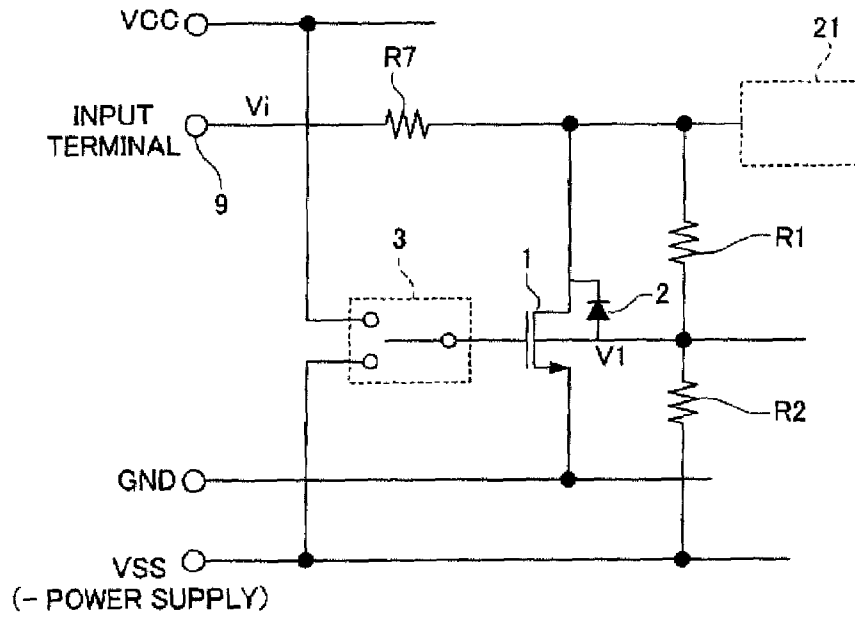 VCC
21
R7
INPUT
TERMINAL
Vi
9
3
1
2
R1
V1
R2
GND
VSS
(- POWER SUPPLY)